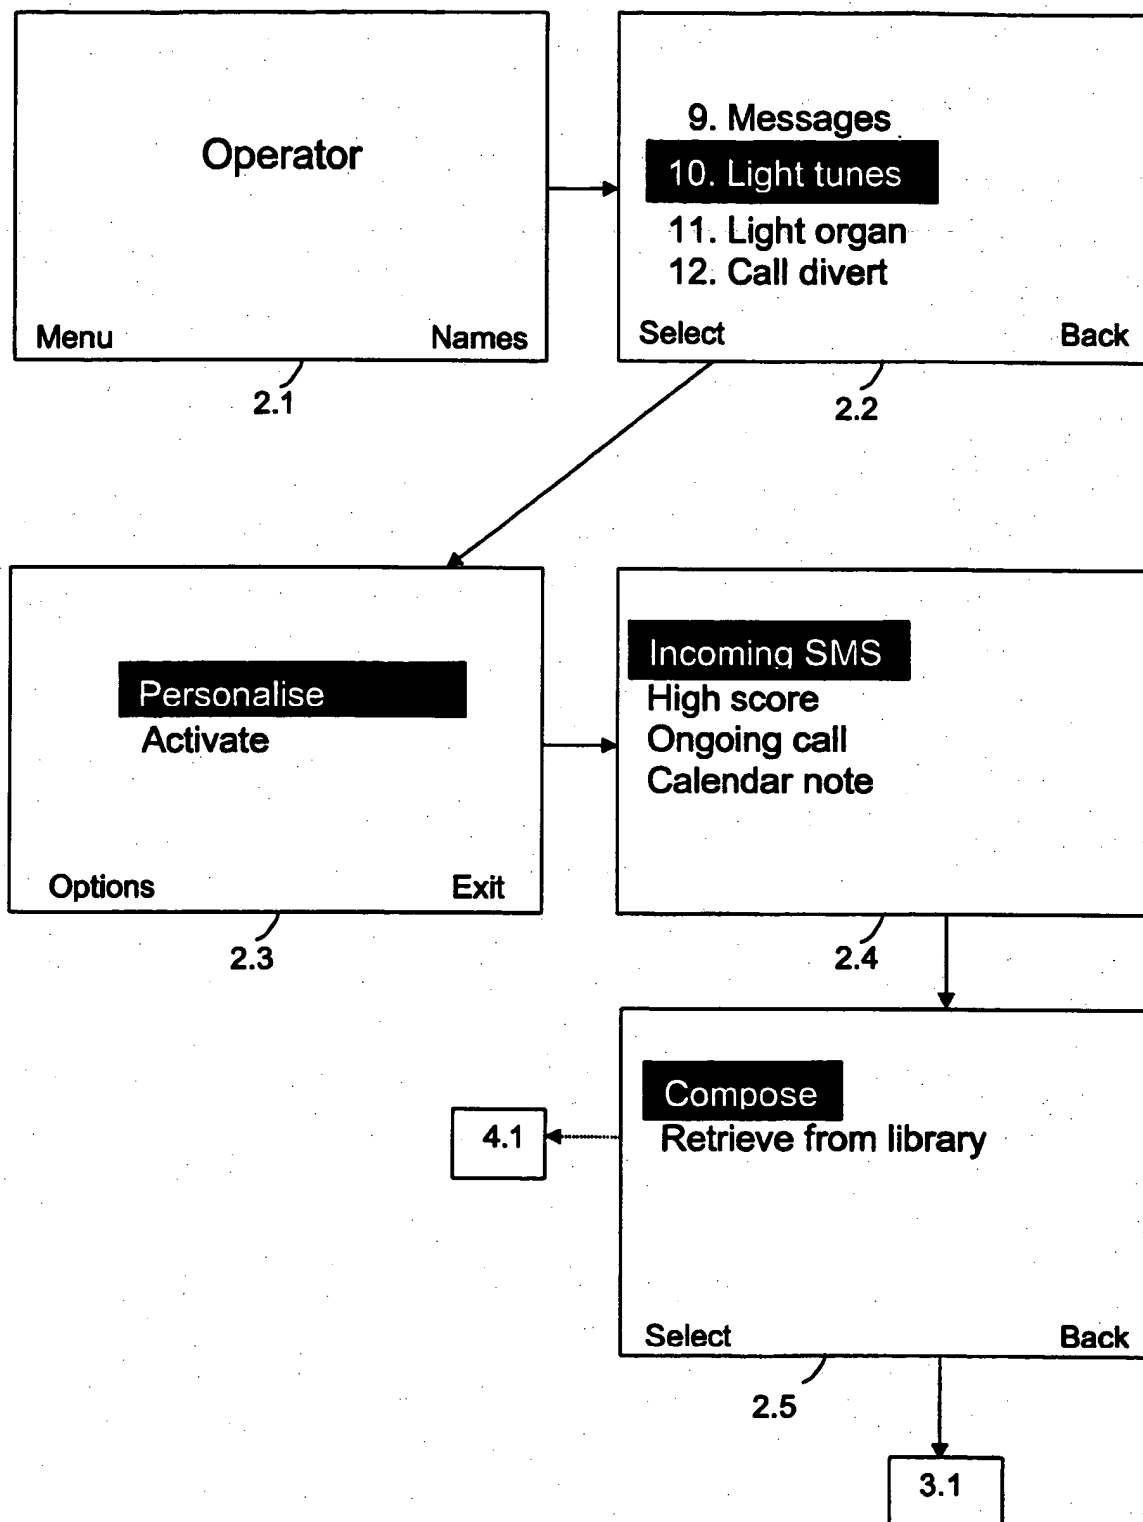 Operator
Menu Names
2.1
9. Messages
10. Light tunes
11. Light organ
12. Call divert
Select Back
2.2
Personalise
Activate
Options Exit
2.3
Incoming SMS
High score
Ongoing call
Calendar note
2.4
Compose
Retrieve from library
Select Back
2.5
4.1
3.1